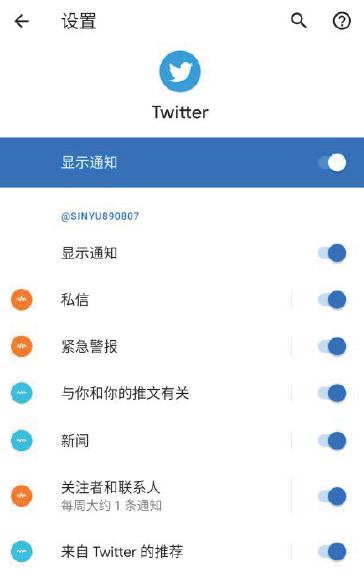 设置
Twitter
显示通知
@SINYU890807
显示通知
私信
紧急警报
与你和你的推文有关
新闻
关注者和联系人
每周大约 1 条通知
来自 Twitter 的推荐